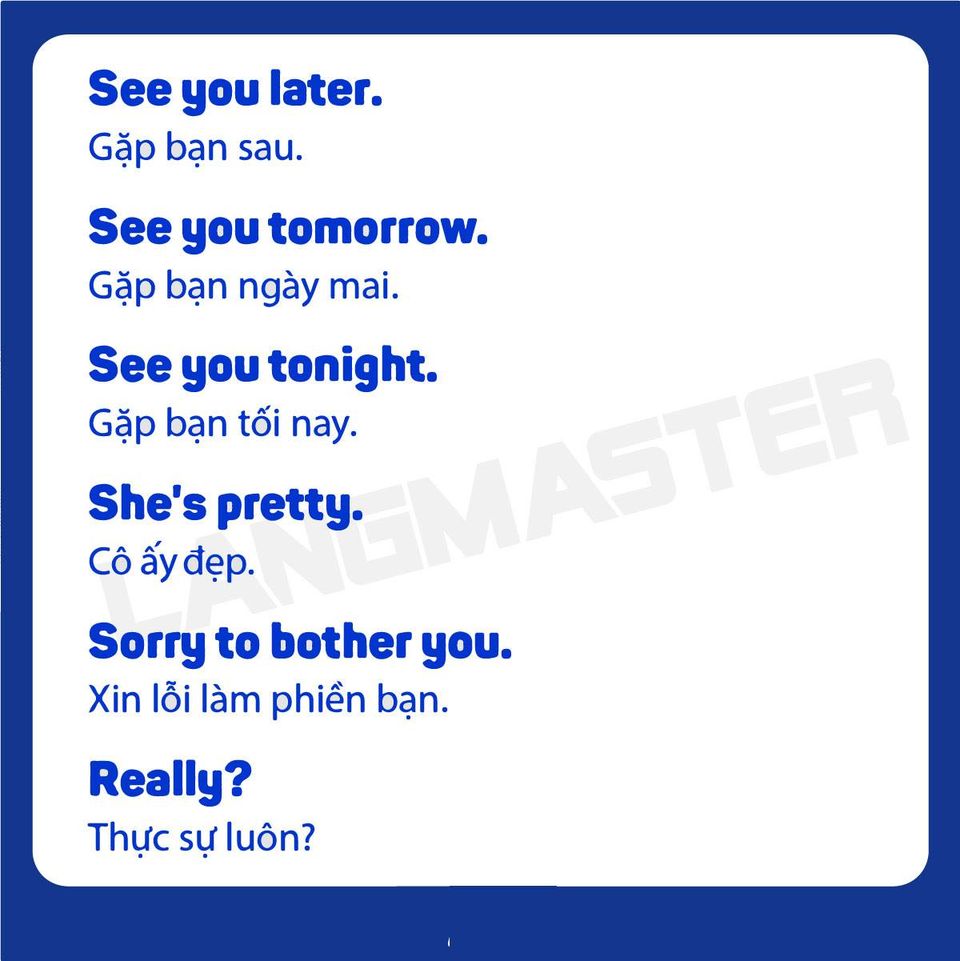 See you later.
Gặp bạn sau.
See you tomorrow.
Gặp bạn ngày mai.
See you tonight.
Gặp bạn tối nay.
She's pretty.
Cô ấy đẹp.
Sorry to bother you.
Xin lỗi làm phiền bạn.
Really?
Thực sự luôn?
LANGMASTER